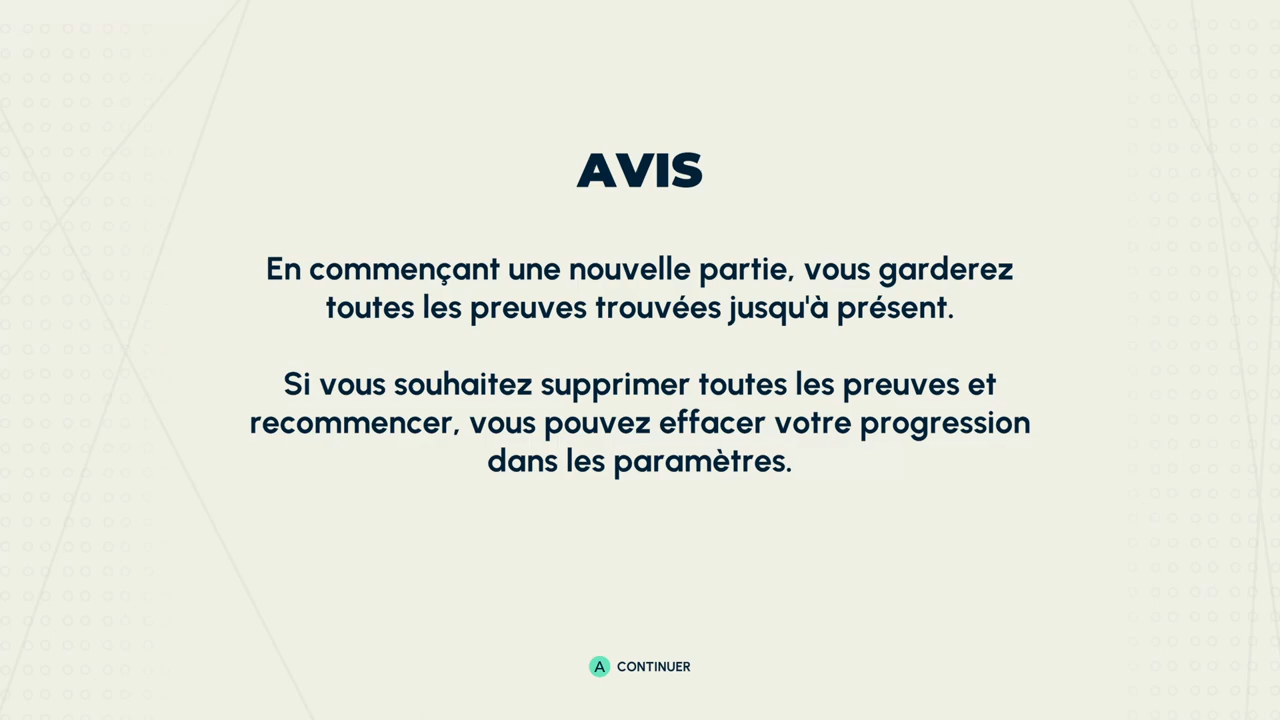 AVIS
En commençant une nouvelle partie, vous garderez
toutes les preuves trouvées jusqu'à présent.
Si vous souhaitez supprimer toutes les preuves et
recommencer, vous pouvez effacer votre progression
dans les paramètres.
A CONTINUER